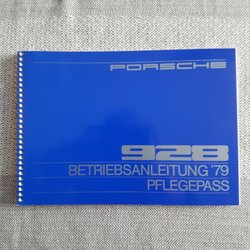 PORSCHE
928
BETRIEBSANLEITUNG '79
PFLEGEPASS